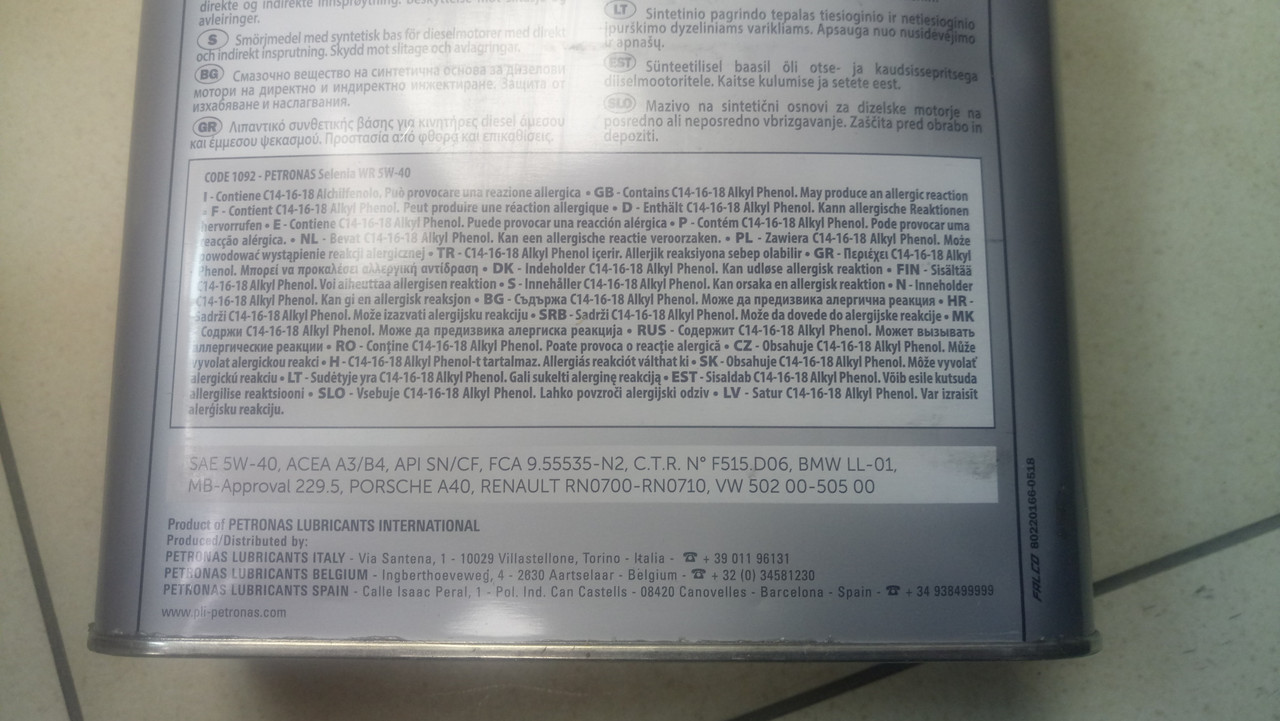 direkte og indirekte innsprøytning. Beskyttelse mot slitasje og
avleiringer.
S Smörjmedel med syntetisk bas för dieselmotorer med direkt
och indirekt insprutning. Skydd mot slitage och avlagringar.
BG Смазочно вещество на синтетична основа за дизелови
мотори на директно и индиректно инжектиране. Защита от
изхабяване и наслагвания.
GR Λιπαντικό συνθετικής βάσης για κινητήρες diesel άμεσου
και έμμεσου ψεκασμού. Προστασία από φθορά και επικαθίσεις.
LT Sintetinio pagrindo tepalas tiesioginio ir netiesioginio
įpurškimo dyzeliniams varikliams. Apsauga nuo nusidėvėjimo
ir apnašų.
EST Sünteetilisel baasil õli otse- ja kaudsissepritsega
diiselmootoritele. Kaitse kulumise ja setete eest.
SLO Mazivo na sintetični osnovi za dizelske motorje na
posredno ali neposredno vbrizgavanje. Zaščita pred obrabo in
depoziti.
CODE 1092 - PETRONAS Selenia WR 5W-40
I - Contiene C14-16-18 Alchilfenolo. Può provocare una reazione allergica • GB - Contains C14-16-18 Alkyl Phenol. May produce an allergic reaction
• F - Contient C14-16-18 Alkyl Phenol. Peut produire une réaction allergique • D - Enthält C14-16-18 Alkyl Phenol. Kann allergische Reaktionen
hervorrufen • E - Contiene C14-16-18 Alkyl Phenol. Puede provocar una reacción alérgica • P - Contém C14-16-18 Alkyl Phenol. Pode provocar uma
reacção alérgica. • NL - Bevat C14-16-18 Alkyl Phenol. Kan een allergische reactie veroorzaken. • PL - Zawiera C14-16-18 Alkyl Phenol. Może
powodować wystąpienie reakcji alergicznej • TR - C14-16-18 Alkyl Phenol içerir. Allerjik reaksiyona sebep olabilir • GR - Περιέχει C14-16-18 Alkyl
Phenol. Μπορεί να προκαλέσει αλλεργική αντίδραση • DK - Indeholder C14-16-18 Alkyl Phenol. Kan udløse allergisk reaktion • FIN - Sisältää
C14-16-18 Alkyl Phenol. Voi aiheuttaa allergisen reaktion • S - Innehåller C14-16-18 Alkyl Phenol. Kan orsaka en allergisk reaktion • N - Inneholder
C14-16-18 Alkyl Phenol. Kan gi en allergisk reaksjon • BG - Съдържа C14-16-18 Alkyl Phenol. Може да предизвика алергична реакция • HR -
Sadrži C14-16-18 Alkyl Phenol. Može izazvati alergijsku reakciju • SRB - Sadrži C14-16-18 Alkyl Phenol. Može da dovede do alergijske reakcije • MK
- Содржи C14-16-18 Alkyl Phenol. Може да предизвика алергиска реакција • RUS - Содержит C14-16-18 Alkyl Phenol. Может вызывать
аллергические реакции • RO - Conţine C14-16-18 Alkyl Phenol. Poate provoca o reacţie alergică • CZ - Obsahuje C14-16-18 Alkyl Phenol. Může
vyvolat alergickou reakci • H - C14-16-18 Alkyl Phenol-t tartalmaz. Allergiás reakciót válthat ki • SK - Obsahuje C14-16-18 Alkyl Phenol. Môže vyvolať
alergickú reakciu • LT - Sudėtyje yra C14-16-18 Alkyl Phenol. Gali sukelti alerginę reakciją • EST - Sisaldab C14-16-18 Alkyl Phenol. Võib esile kutsuda
allergilise reaktsiooni • SLO - Vsebuje C14-16-18 Alkyl Phenol. Lahko povzroči alergijski odziv • LV - Satur C14-16-18 Alkyl Phenol. Var izraisīt
alerģisku reakciju.
SAE 5W-40, ACEA A3/B4, API SN/CF, FCA 9.55535-N2, C.T.R. N° F515.D06, BMW LL-01,
MB-Approval 229.5, PORSCHE A40, RENAULT RN0700-RN0710, VW 502 00-505 00
Product of PETRONAS LUBRICANTS INTERNATIONAL
Produced/Distributed by:
PETRONAS LUBRICANTS ITALY - Via Santena, 1 - 10029 Villastellone, Torino - Italia - ☎ + 39 011 96131
PETRONAS LUBRICANTS BELGIUM - Ingberthoeveweg, 4 - 2830 Aartselaar - Belgium - ☎ + 32 (0) 34581230
PETRONAS LUBRICANTS SPAIN - Calle Isaac Peral, 1 - Pol. Ind. Can Castells - 08420 Canovelles - Barcelona - Spain - ☎ + 34 938499999
www.pli-petronas.com
FALCO 80220166-0518